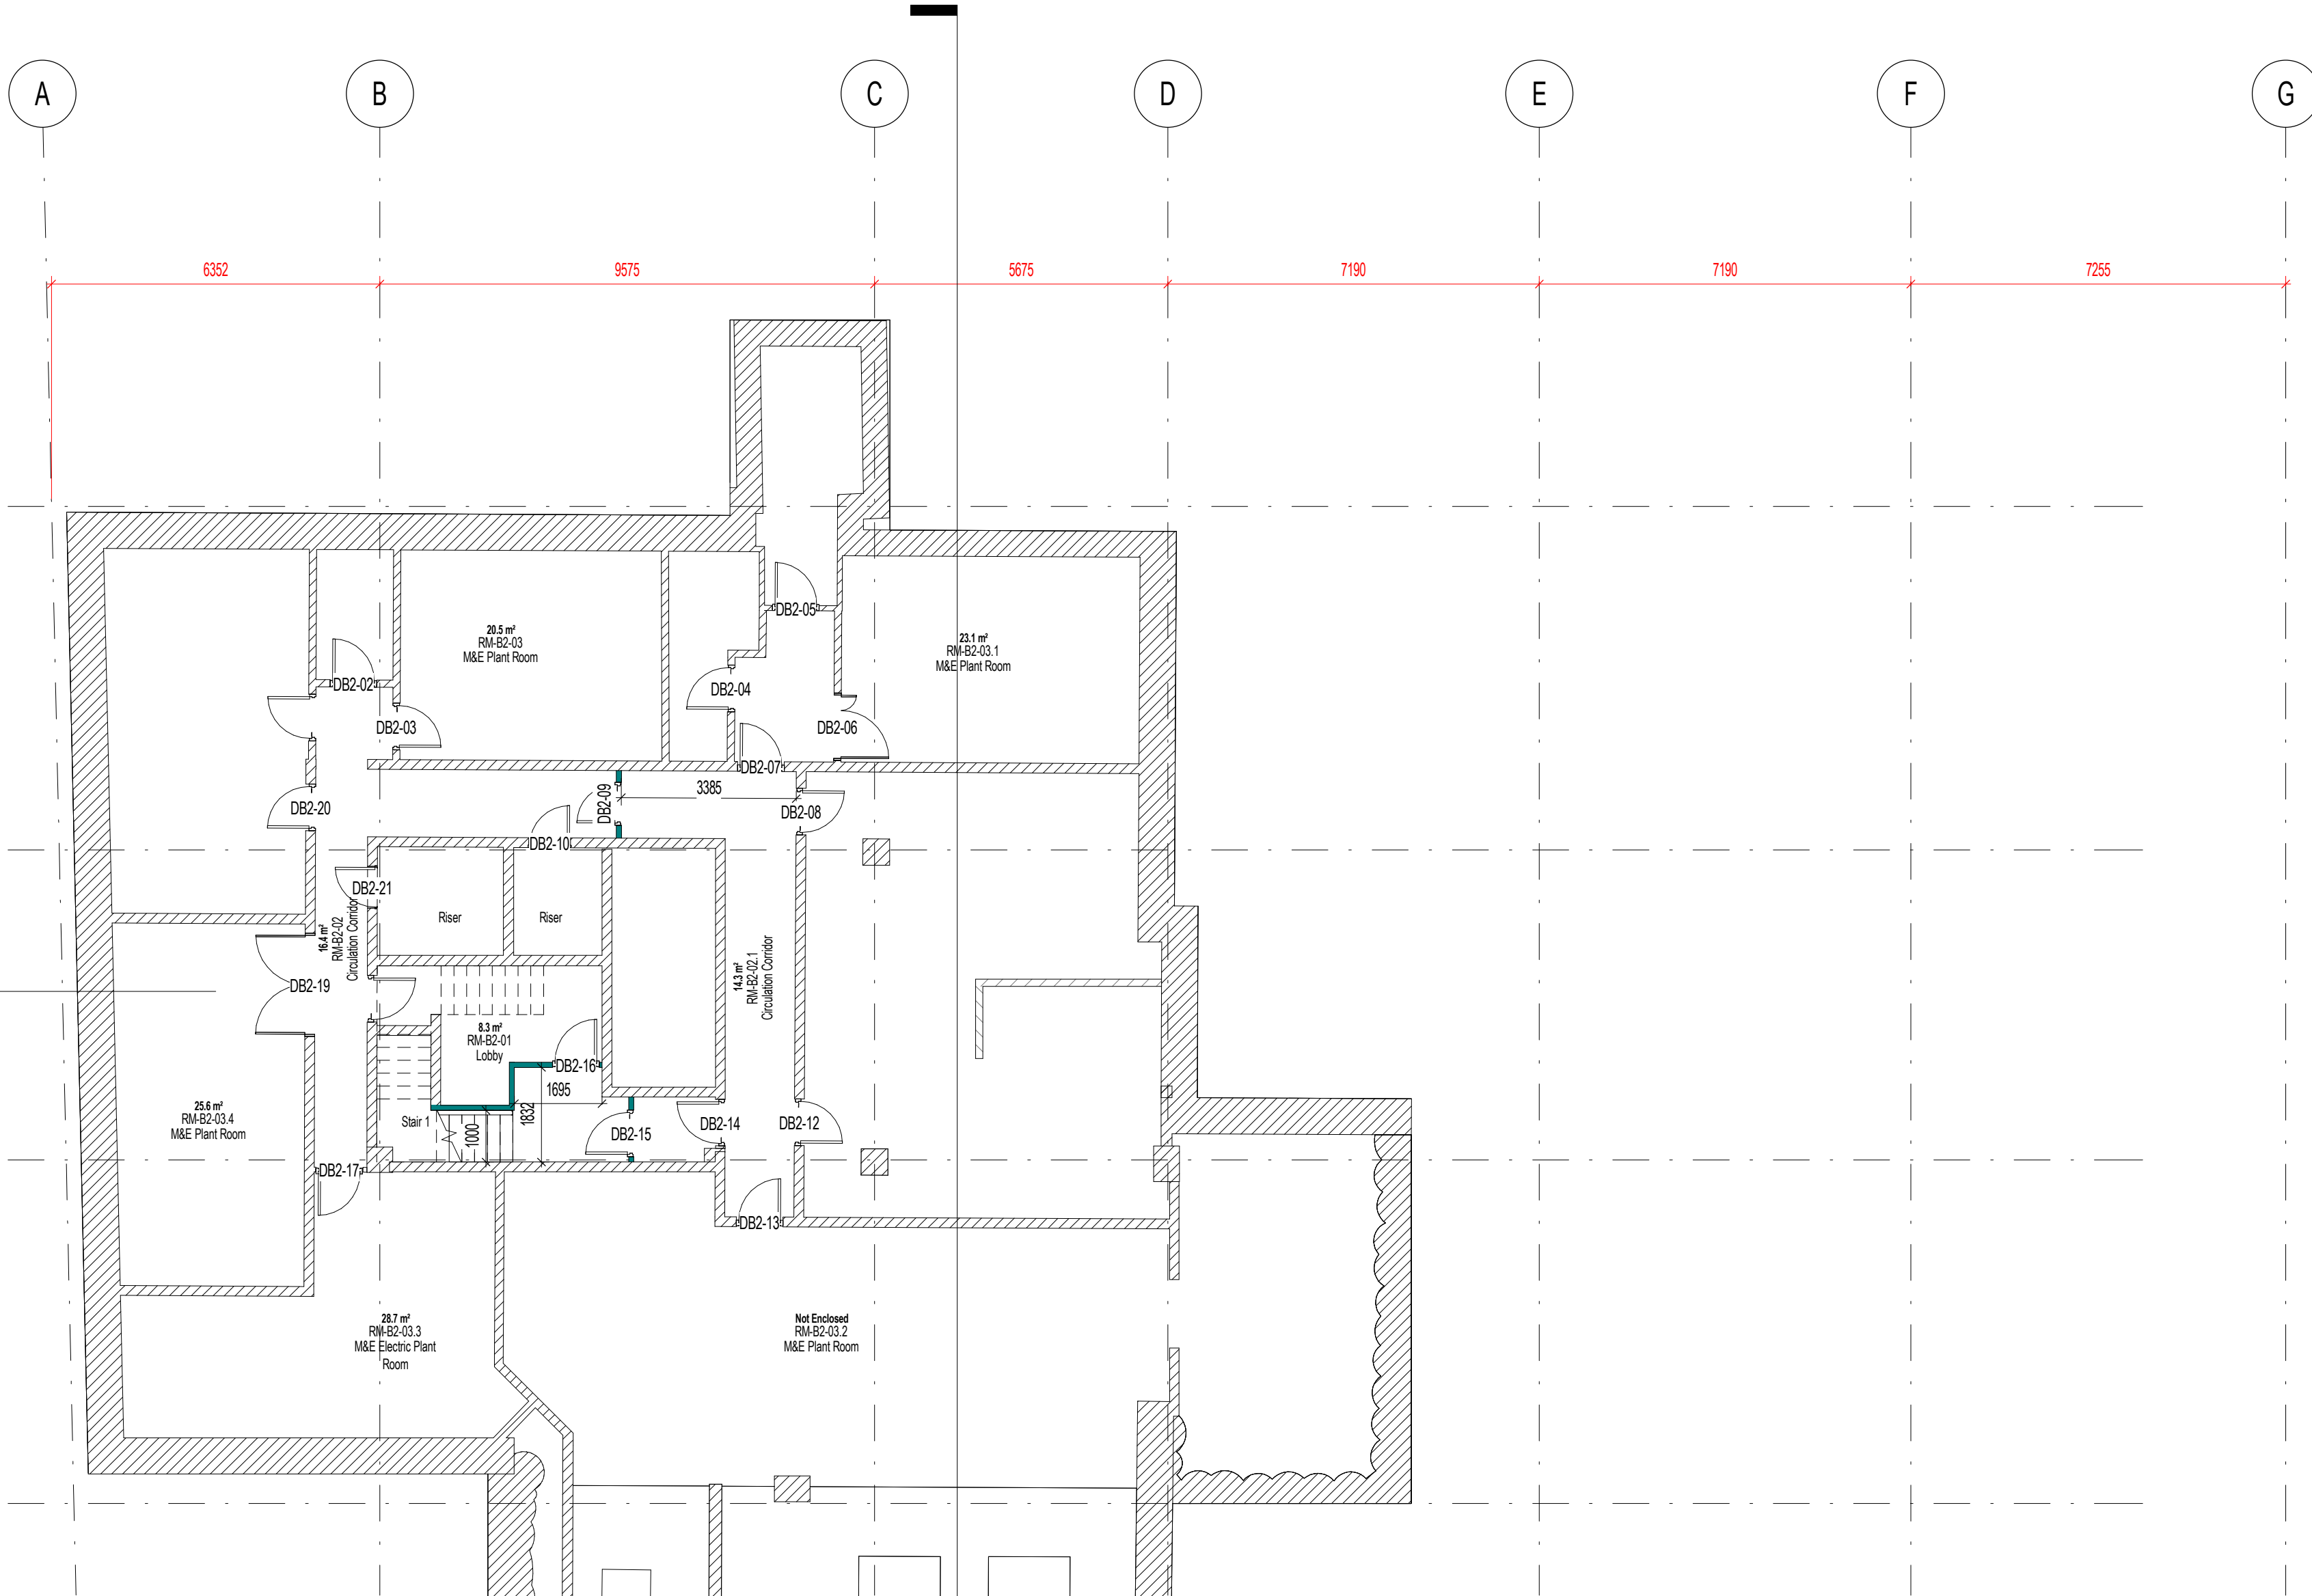 A
B
C
D
E
F
G
6352
9575
5675
7190
7190
7255
20.5 m²
RM-B2-03
M&E Plant Room
23.1 m²
RM-B2-03.1
M&E Plant Room
DB2-05
DB2-02
DB2-04
DB2-03
DB2-06
DB2-07
DB2-09
3385
DB2-20
DB2-08
DB2-10
DB2-21
Riser
Riser
16.4 m²
RM-B2-02
Circulation Corridor
14.3 m²
RM-B2-02.1
Circulation Corridor
DB2-19
8.3 m²
RM-B2-01
Lobby
DB2-16
1695
1832
1000
25.6 m²
RM-B2-03.4
M&E Plant Room
Stair 1
DB2-15
DB2-14
DB2-12
DB2-17
DB2-13
28.7 m²
RM-B2-03.3
M&E Electric Plant
Room
Not Enclosed
RM-B2-03.2
M&E Plant Room